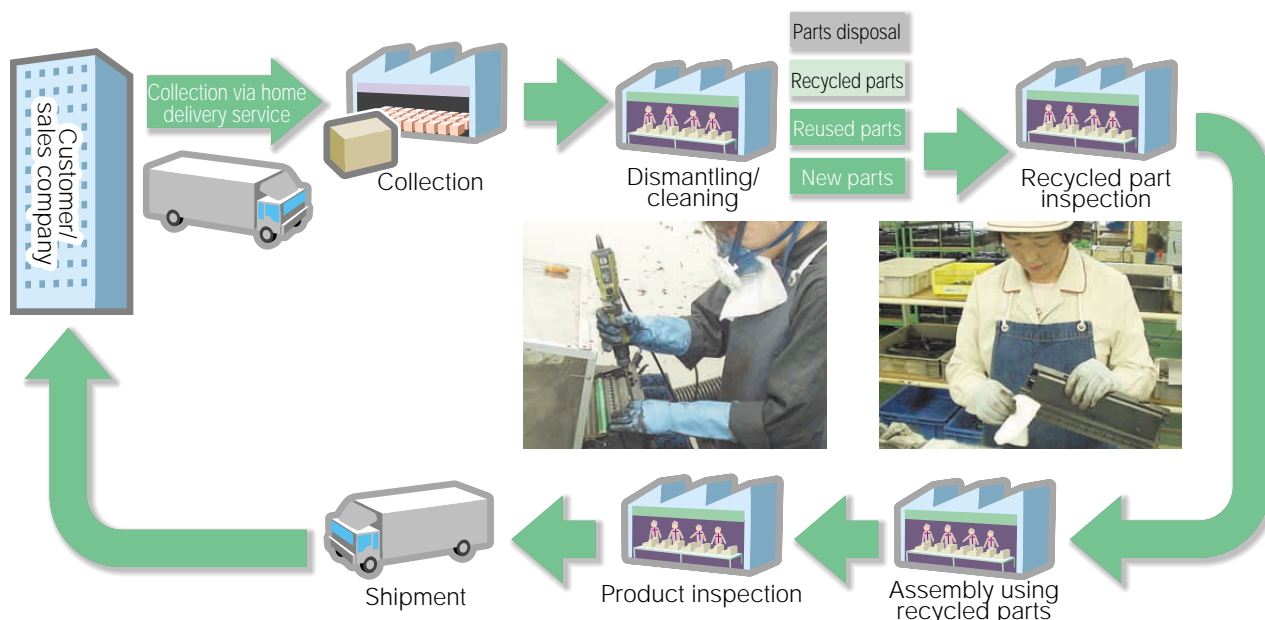 Customer/
sales company
Collection via home
delivery service
Collection
Dismantling/
cleaning
Parts disposal
Recycled parts
Reused parts
New parts
Recycled part
inspection
Shipment
Product inspection
Assembly using
recycled parts